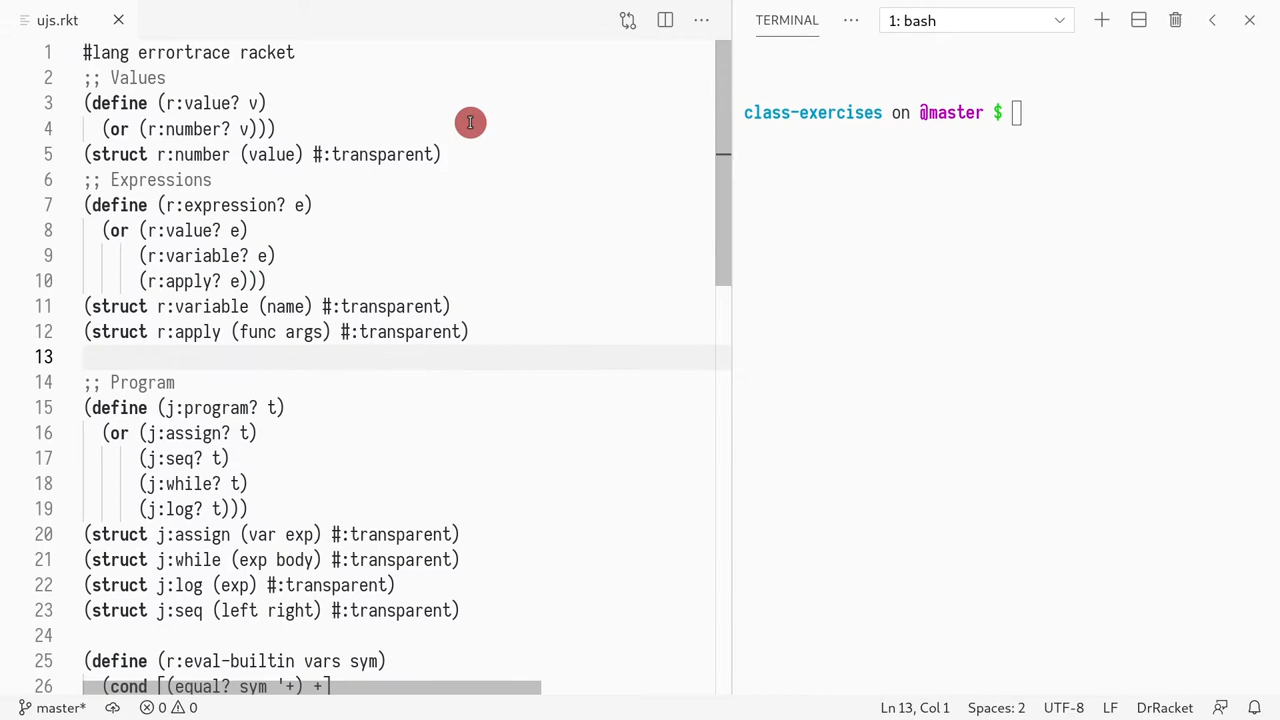 ujs.rkt
TERMINAL
1: bash
1 #lang errortrace racket
2 ;; Values
3 (define (r:value? v)
4 (or (r:number? v)))
5 (struct r:number (value) #:transparent)
6 ;; Expressions
7 (define (r:expression? e)
8 (or (r:value? e)
9 (r:variable? e)
10 (r:apply? e)))
11 (struct r:variable (name) #:transparent)
12 (struct r:apply (func args) #:transparent)
13
14 ;; Program
15 (define (j:program? t)
16 (or (j:assign? t)
17 (j:seq? t)
18 (j:while? t)
19 (j:log? t)))
20 (struct j:assign (var exp) #:transparent)
21 (struct j:while (exp body) #:transparent)
22 (struct j:log (exp) #:transparent)
23 (struct j:seq (left right) #:transparent)
24
25 (define (r:eval-builtin vars sym)
26 (cond [(equal? sym '+) +]
class-exercises on @master $
master* 0 0 Ln 13, Col 1 Spaces: 2 UTF-8 LF DrRacket